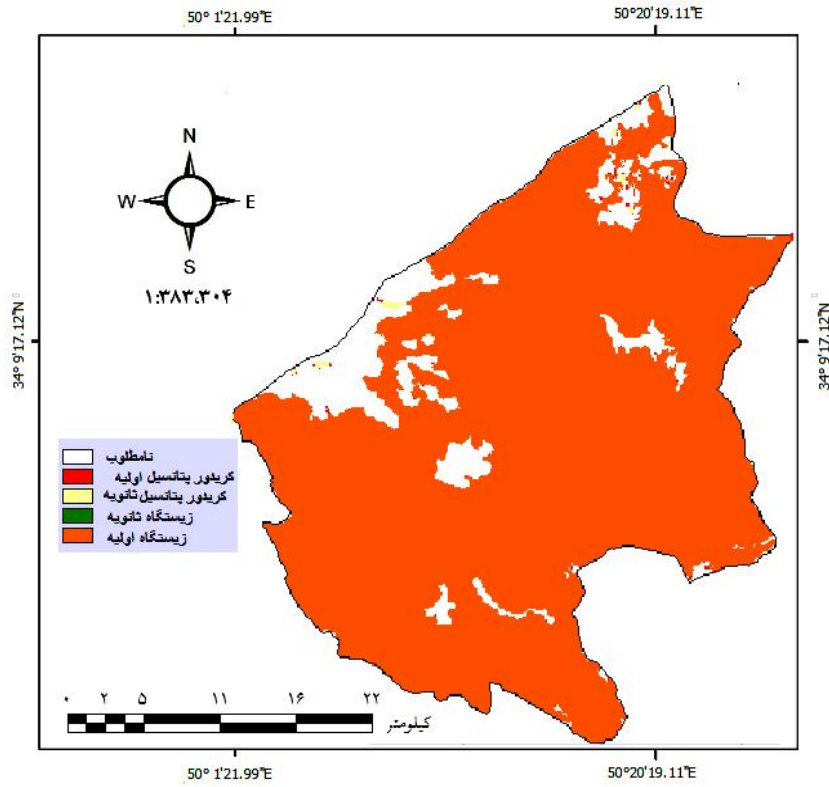 50° 1'21.99"E
50°20'19.11"E
N
W
E
S
۱:۳۸۳,۳۰۴
34° 9'17.12"N
34° 9'17.12"N
نامطلوب
کریدور پتانسیل اولیه
کریدور پتانسیل ثانویه
زیستگاه ثانویه
زیستگاه اولیه
۰ ۲ ۵ ۱۱ ۱۶ ۲۲
کیلومتر
50° 1'21.99"E
50°20'19.11"E